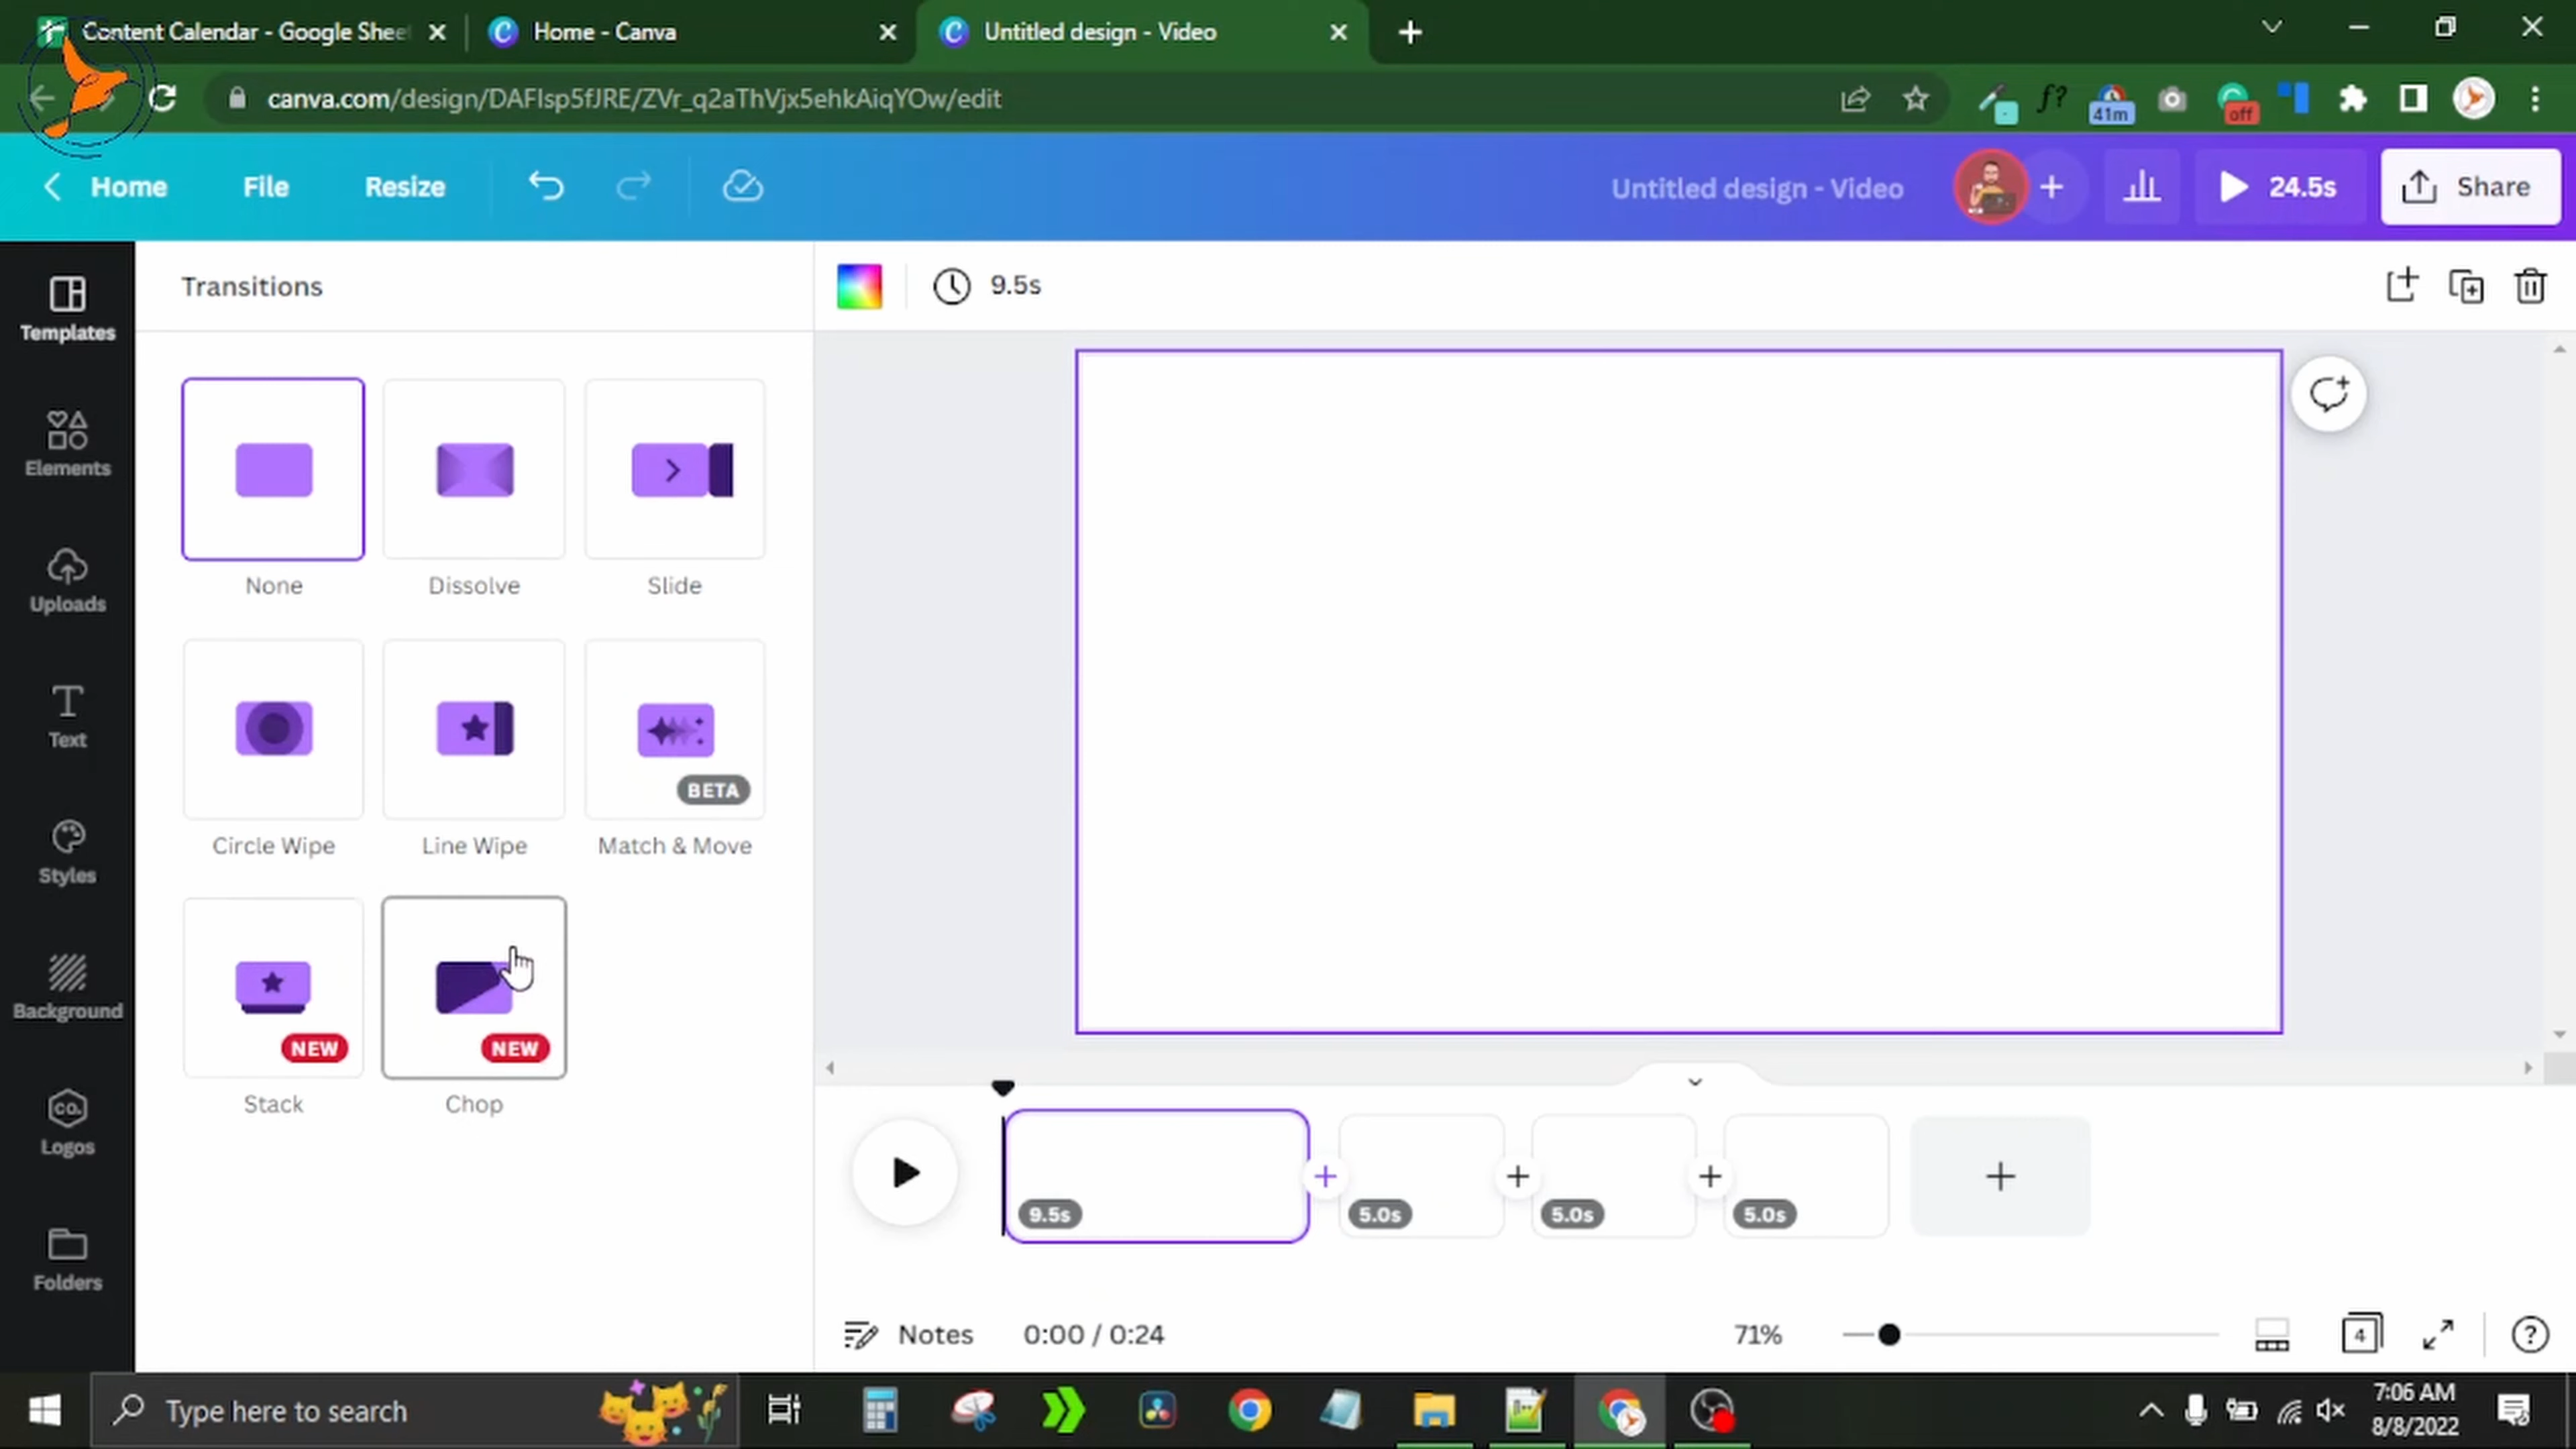 Content Calendar - Google Sheet
Home - Canva
Untitled design - Video
canva.com/design/DAFIsp5fJRE/ZVr_q2aThVjx5ehkAiqYOw/edit
f?
41m
off
Home
File
Resize
Untitled design - Video
24.5s
Share
Templates
Elements
Uploads
Text
Styles
Background
CO.
Logos
Folders
Transitions
9.5s
None
Dissolve
Slide
BETA
Circle Wipe
Line Wipe
Match & Move
NEW
NEW
Stack
Chop
9.5s
5.0s
5.0s
5.0s
Notes
0:00 / 0:24
71%
4
Type here to search
7:06 AM
8/8/2022